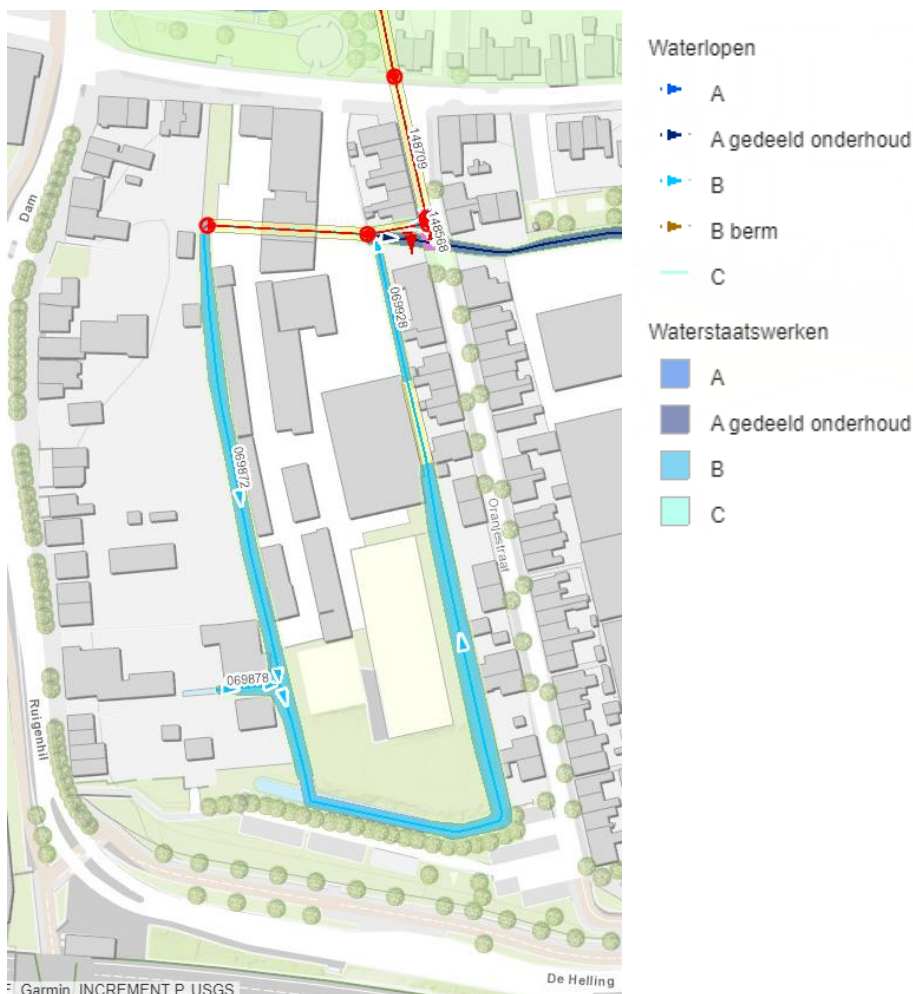 148709
Dam
148568
069928
069872
Oranjestraat
069878
Ruigenhil
De Helling
Garmin, INCREMENT P, USGS
Waterlopen
A
A gedeeld onderhoud
B
B berm
C
Waterstaatswerken
A
A gedeeld onderhoud
B
C